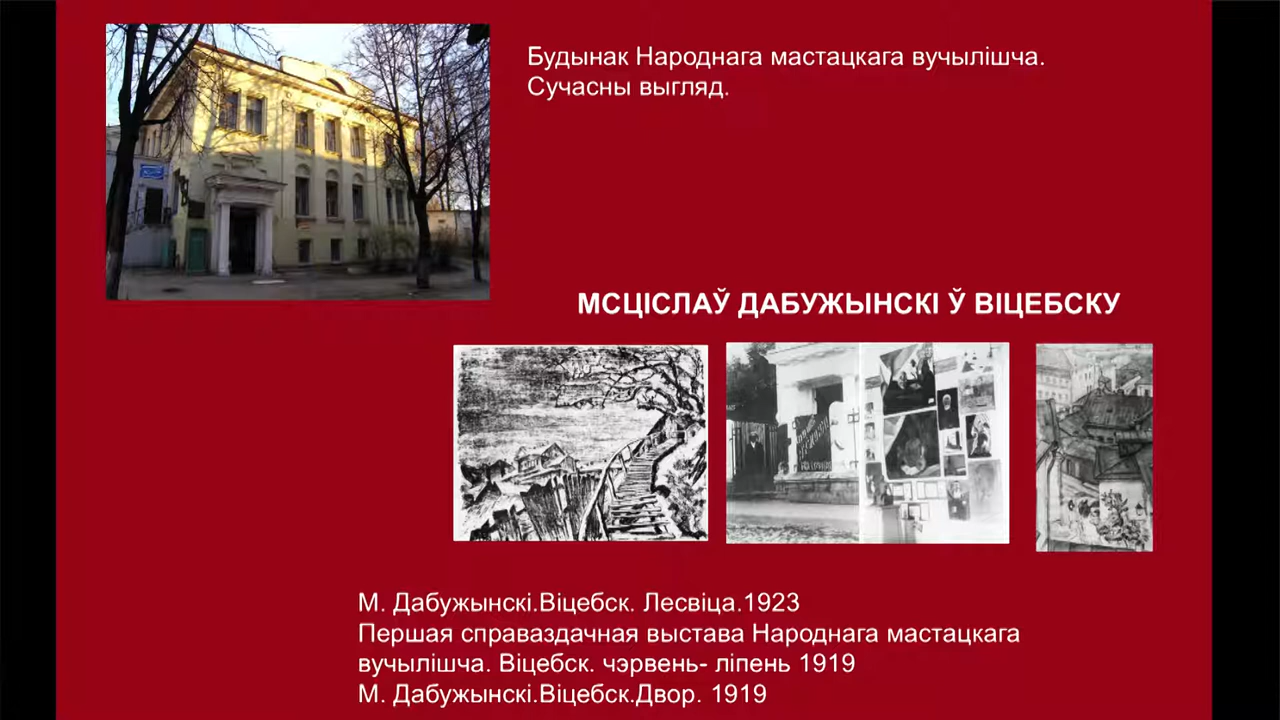 Будынак Народнага мастацкага вучылішча.
Сучасны выгляд.
МСЦІСЛАЎ ДАБУЖЫНСКІ Ў ВІЦЕБСКУ
М. Дабужынскі.Віцебск. Лесвіца.1923
Першая справаздачная выстава Народнага мастацкага
вучылішча. Віцебск. чэрвень- ліпень 1919
М. Дабужынскі.Віцебск.Двор. 1919